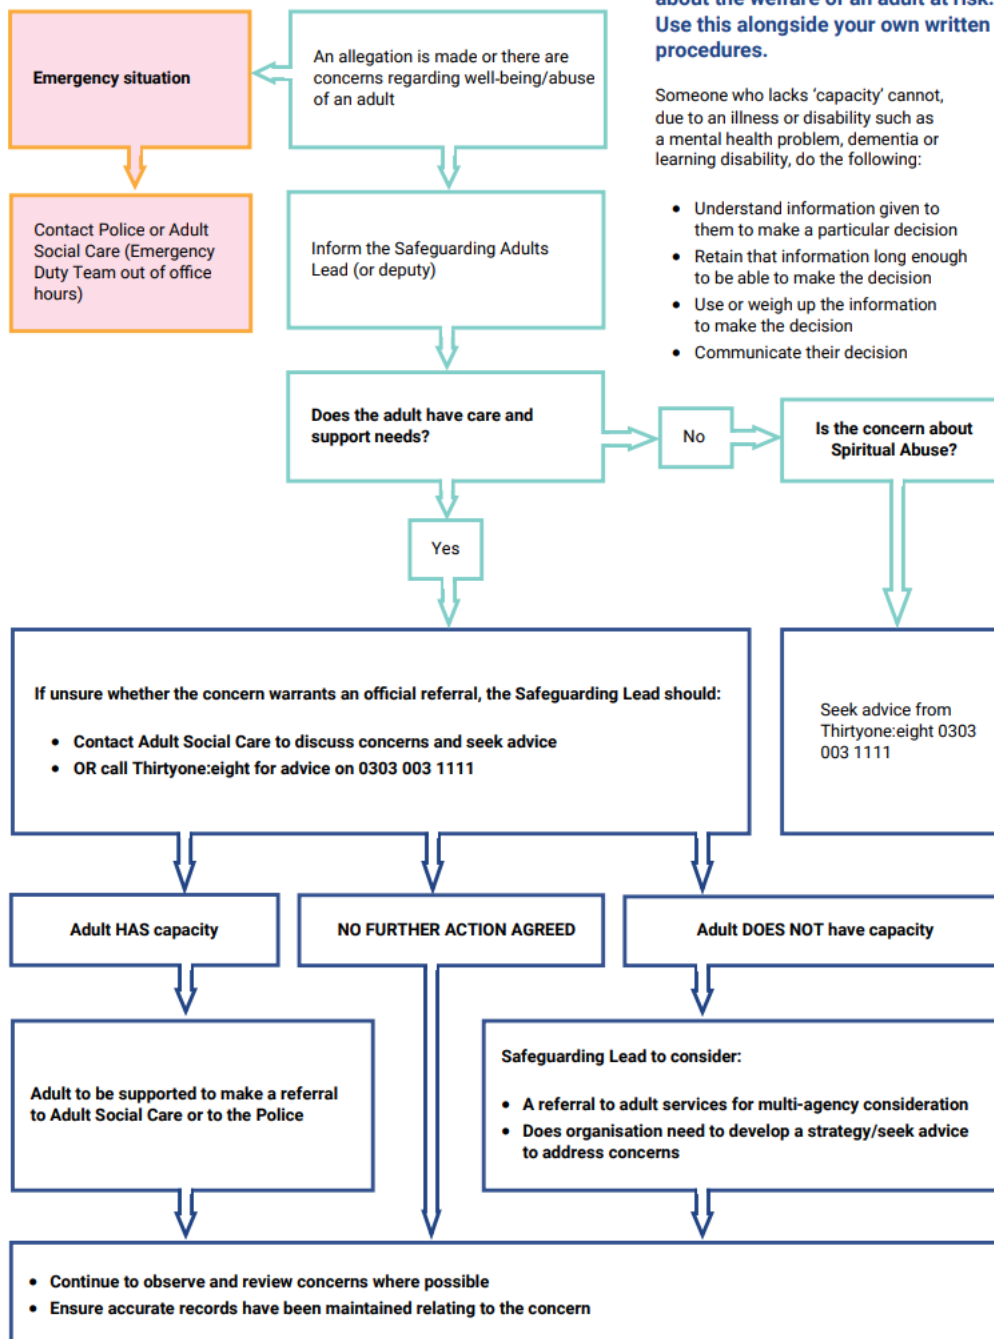 about the welfare of an adult at risk.
Use this alongside your own written
procedures.
Someone who lacks ‘capacity’ cannot,
due to an illness or disability such as
a mental health problem, dementia or
learning disability, do the following:
• Understand information given to
them to make a particular decision
• Retain that information long enough
to be able to make the decision
• Use or weigh up the information
to make the decision
• Communicate their decision
Emergency situation
An allegation is made or there are
concerns regarding well-being/abuse
of an adult
Contact Police or Adult
Social Care (Emergency
Duty Team out of office
hours)
Inform the Safeguarding Adults
Lead (or deputy)
Does the adult have care and
support needs?
No
Is the concern about
Spiritual Abuse?
Yes
If unsure whether the concern warrants an official referral, the Safeguarding Lead should:
• Contact Adult Social Care to discuss concerns and seek advice
• OR call Thirtyone:eight for advice on 0303 003 1111
Seek advice from
Thirtyone:eight 0303
003 1111
Adult HAS capacity
NO FURTHER ACTION AGREED
Adult DOES NOT have capacity
Adult to be supported to make a referral
to Adult Social Care or to the Police
Safeguarding Lead to consider:
• A referral to adult services for multi-agency consideration
• Does organisation need to develop a strategy/seek advice
to address concerns
• Continue to observe and review concerns where possible
• Ensure accurate records have been maintained relating to the concern